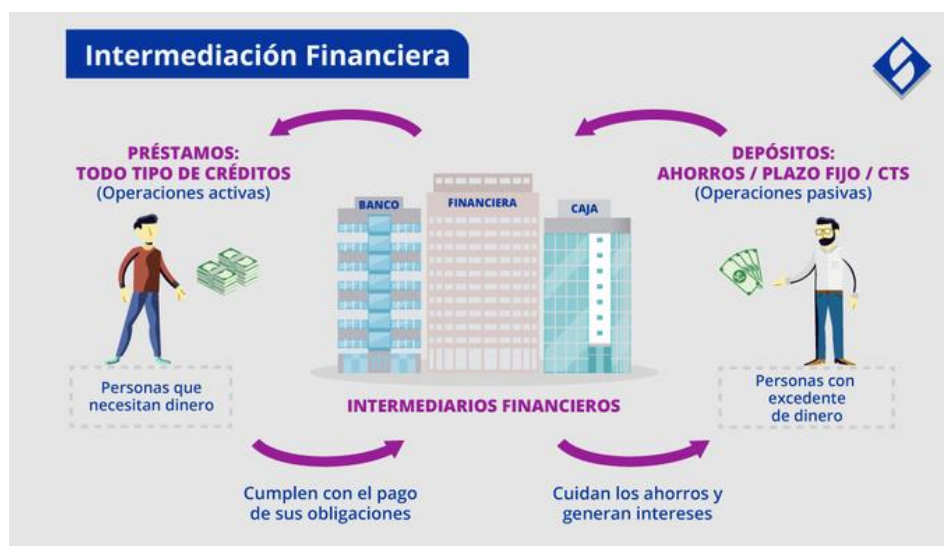 Intermediación Financiera
PRÉSTAMOS:
TODO TIPO DE CRÉDITOS
(Operaciones activas)
DEPÓSITOS:
AHORROS / PLAZO FIJO / CTS
(Operaciones pasivas)
BANCO
FINANCIERA
CAJA
Personas que
necesitan dinero
INTERMEDIARIOS FINANCIEROS
Personas con
excedente
de dinero
Cumplen con el pago
de sus obligaciones
Cuidan los ahorros y
generan intereses